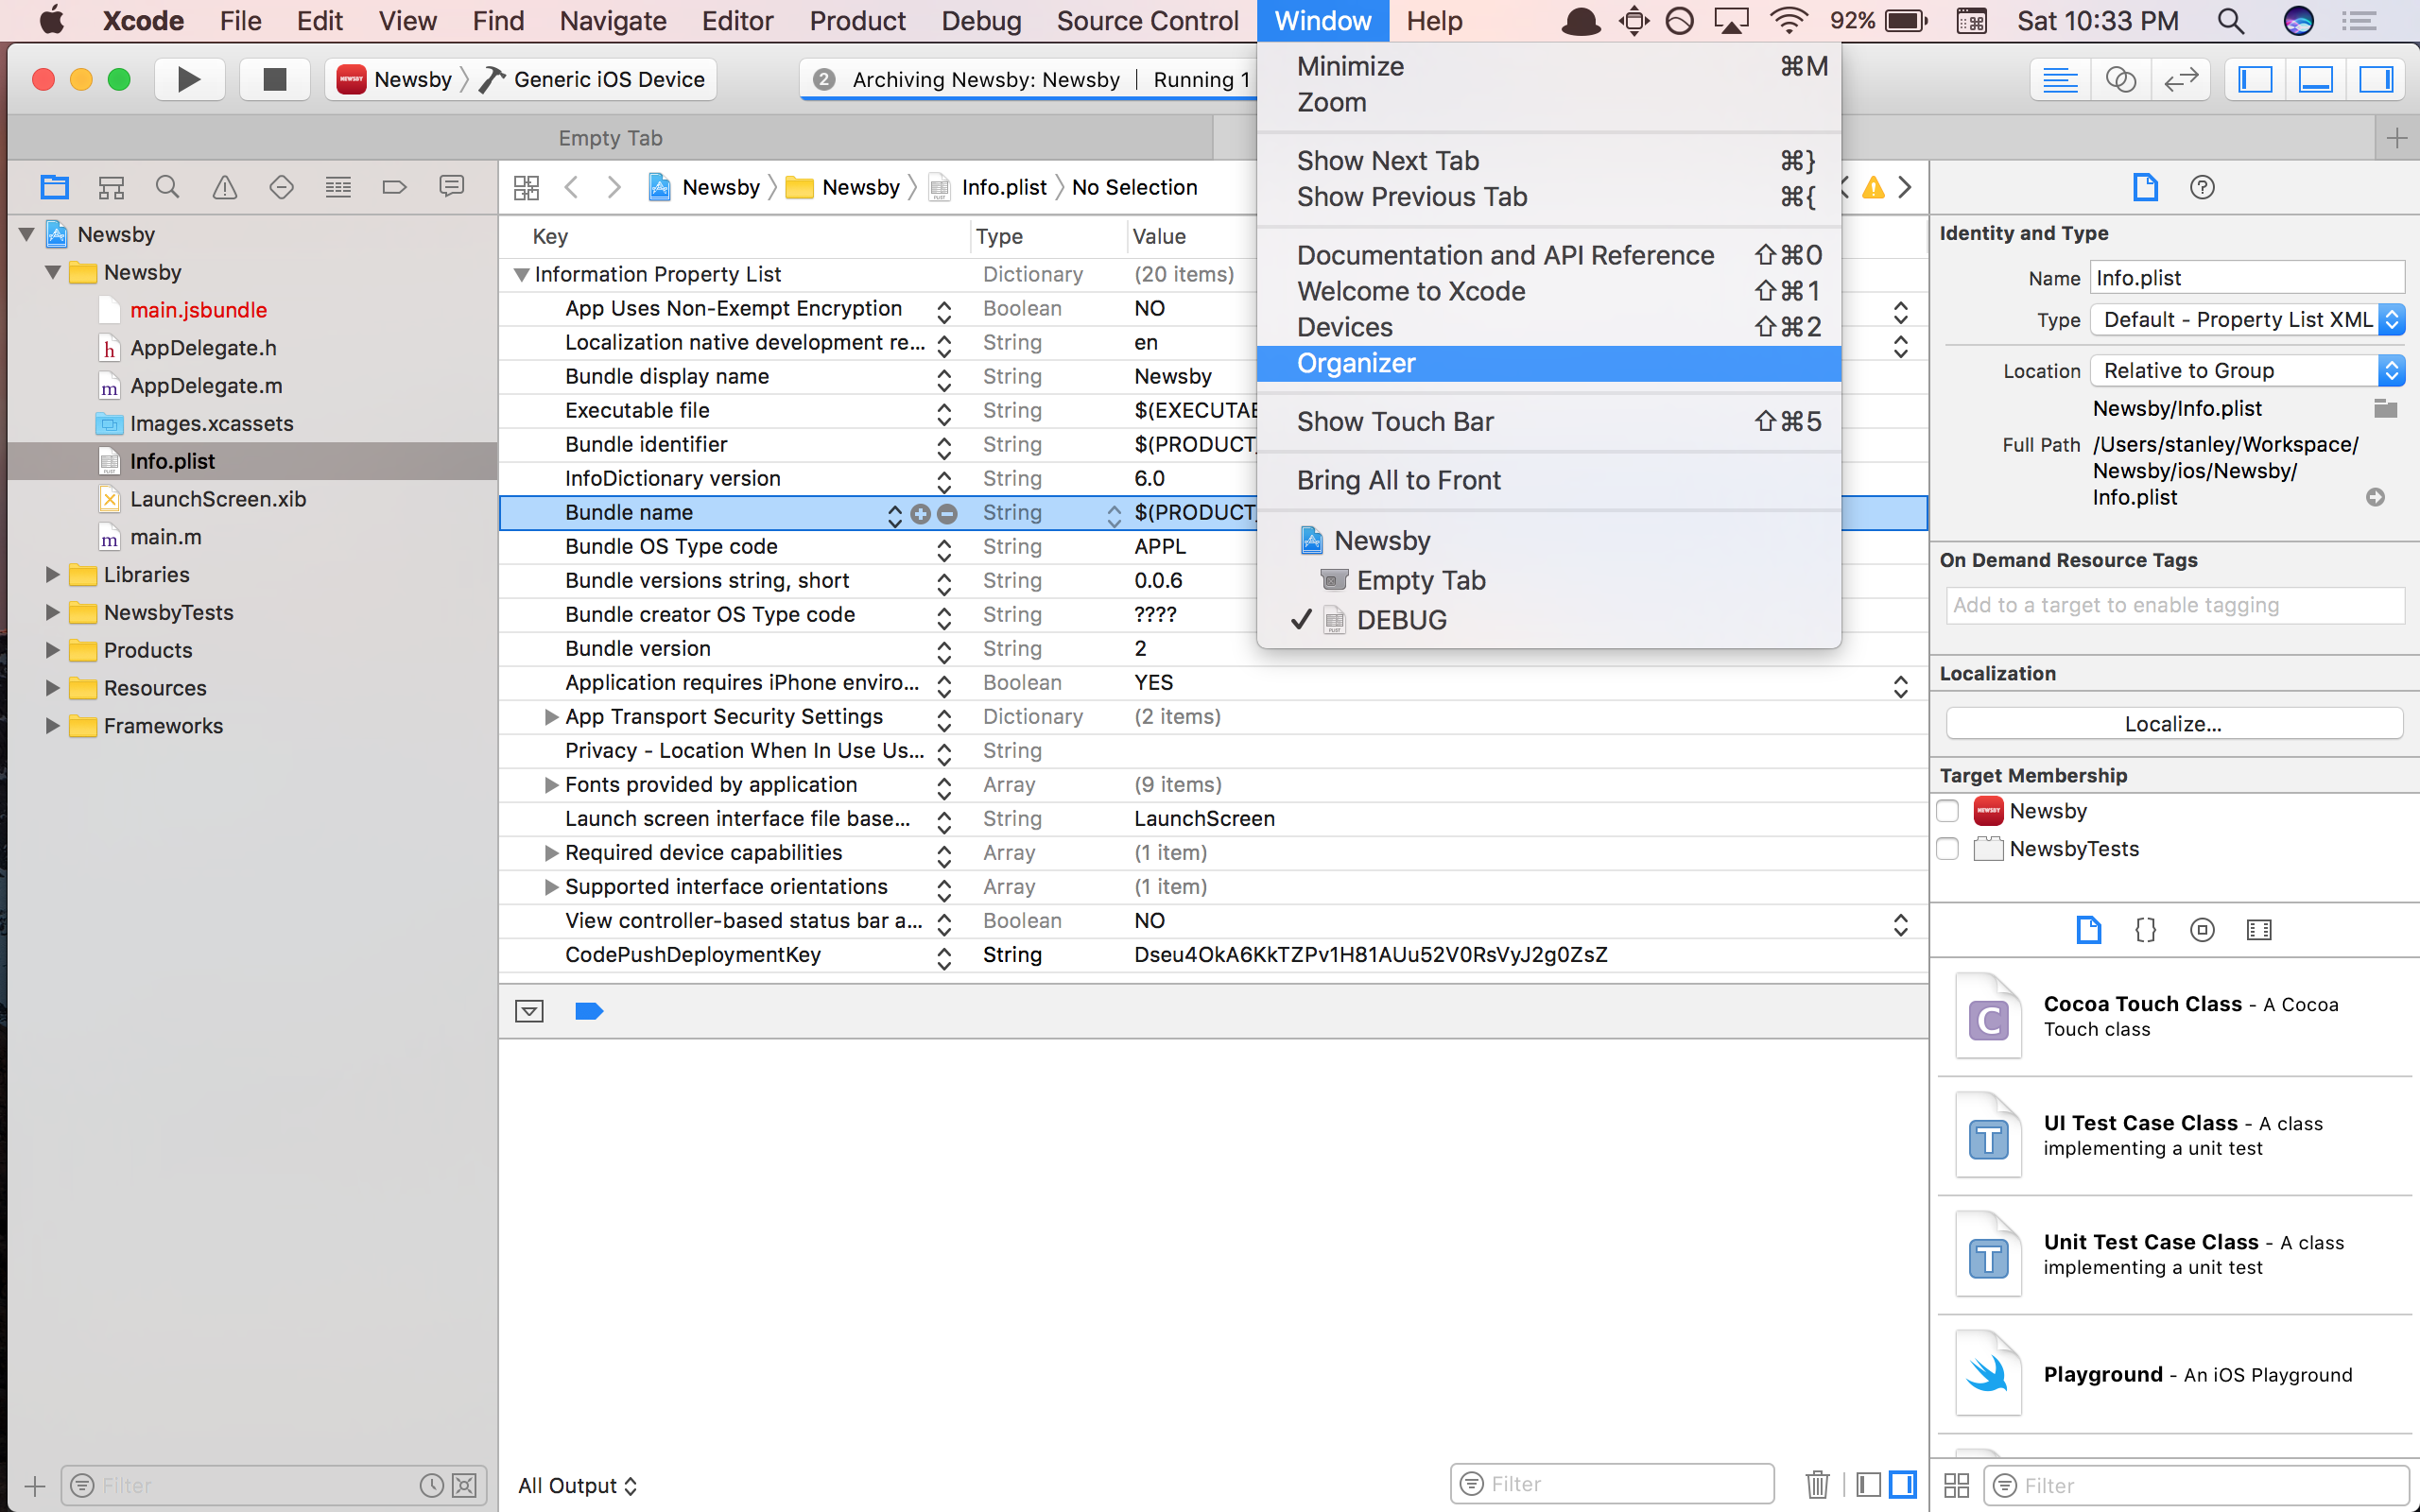 Xcode File Edit View Find Navigate Editor Product Debug Source Control Window Help 92% Sat 10:33 PM
Newsby Generic iOS Device 2 Archiving Newsby: Newsby | Running 1
Empty Tab
Newsby Newsby Info.plist No Selection
Newsby
Newsby
main.jsbundle
AppDelegate.h
AppDelegate.m
Images.xcassets
Info.plist
LaunchScreen.xib
main.m
Libraries
NewsbyTests
Products
Resources
Frameworks
Filter
Key Type Value
Information Property List Dictionary (20 items)
App Uses Non-Exempt Encryption Boolean NO
Localization native development re... String en
Bundle display name String Newsby
Executable file String $(EXECUTAB
Bundle identifier String $(PRODUCT_
InfoDictionary version String 6.0
Bundle name String $(PRODUCT_
Bundle OS Type code String APPL
Bundle versions string, short String 0.0.6
Bundle creator OS Type code String ????
Bundle version String 2
Application requires iPhone enviro... Boolean YES
App Transport Security Settings Dictionary (2 items)
Privacy - Location When In Use Us... String
Fonts provided by application Array (9 items)
Launch screen interface file base... String LaunchScreen
Required device capabilities Array (1 item)
Supported interface orientations Array (1 item)
View controller-based status bar a... Boolean NO
CodePushDeploymentKey String Dseu4OkA6KkTZPv1H81AUu52V0RsVyJ2g0ZsZ
All Output Filter
Minimize ⌘M
Zoom
Show Next Tab ⌘}
Show Previous Tab ⌘{
Documentation and API Reference ⇧⌘0
Welcome to Xcode ⇧⌘1
Devices ⇧⌘2
Organizer
Show Touch Bar ⇧⌘5
Bring All to Front
Newsby
Empty Tab
✓ DEBUG
Identity and Type
Name Info.plist
Type Default - Property List XML
Location Relative to Group
Newsby/Info.plist
Full Path /Users/stanley/Workspace/
Newsby/ios/Newsby/
Info.plist
On Demand Resource Tags
Add to a target to enable tagging
Localization
Localize...
Target Membership
Newsby
NewsbyTests
Cocoa Touch Class - A Cocoa
Touch class
UI Test Case Class - A class
implementing a unit test
Unit Test Case Class - A class
implementing a unit test
Playground - An iOS Playground
Filter